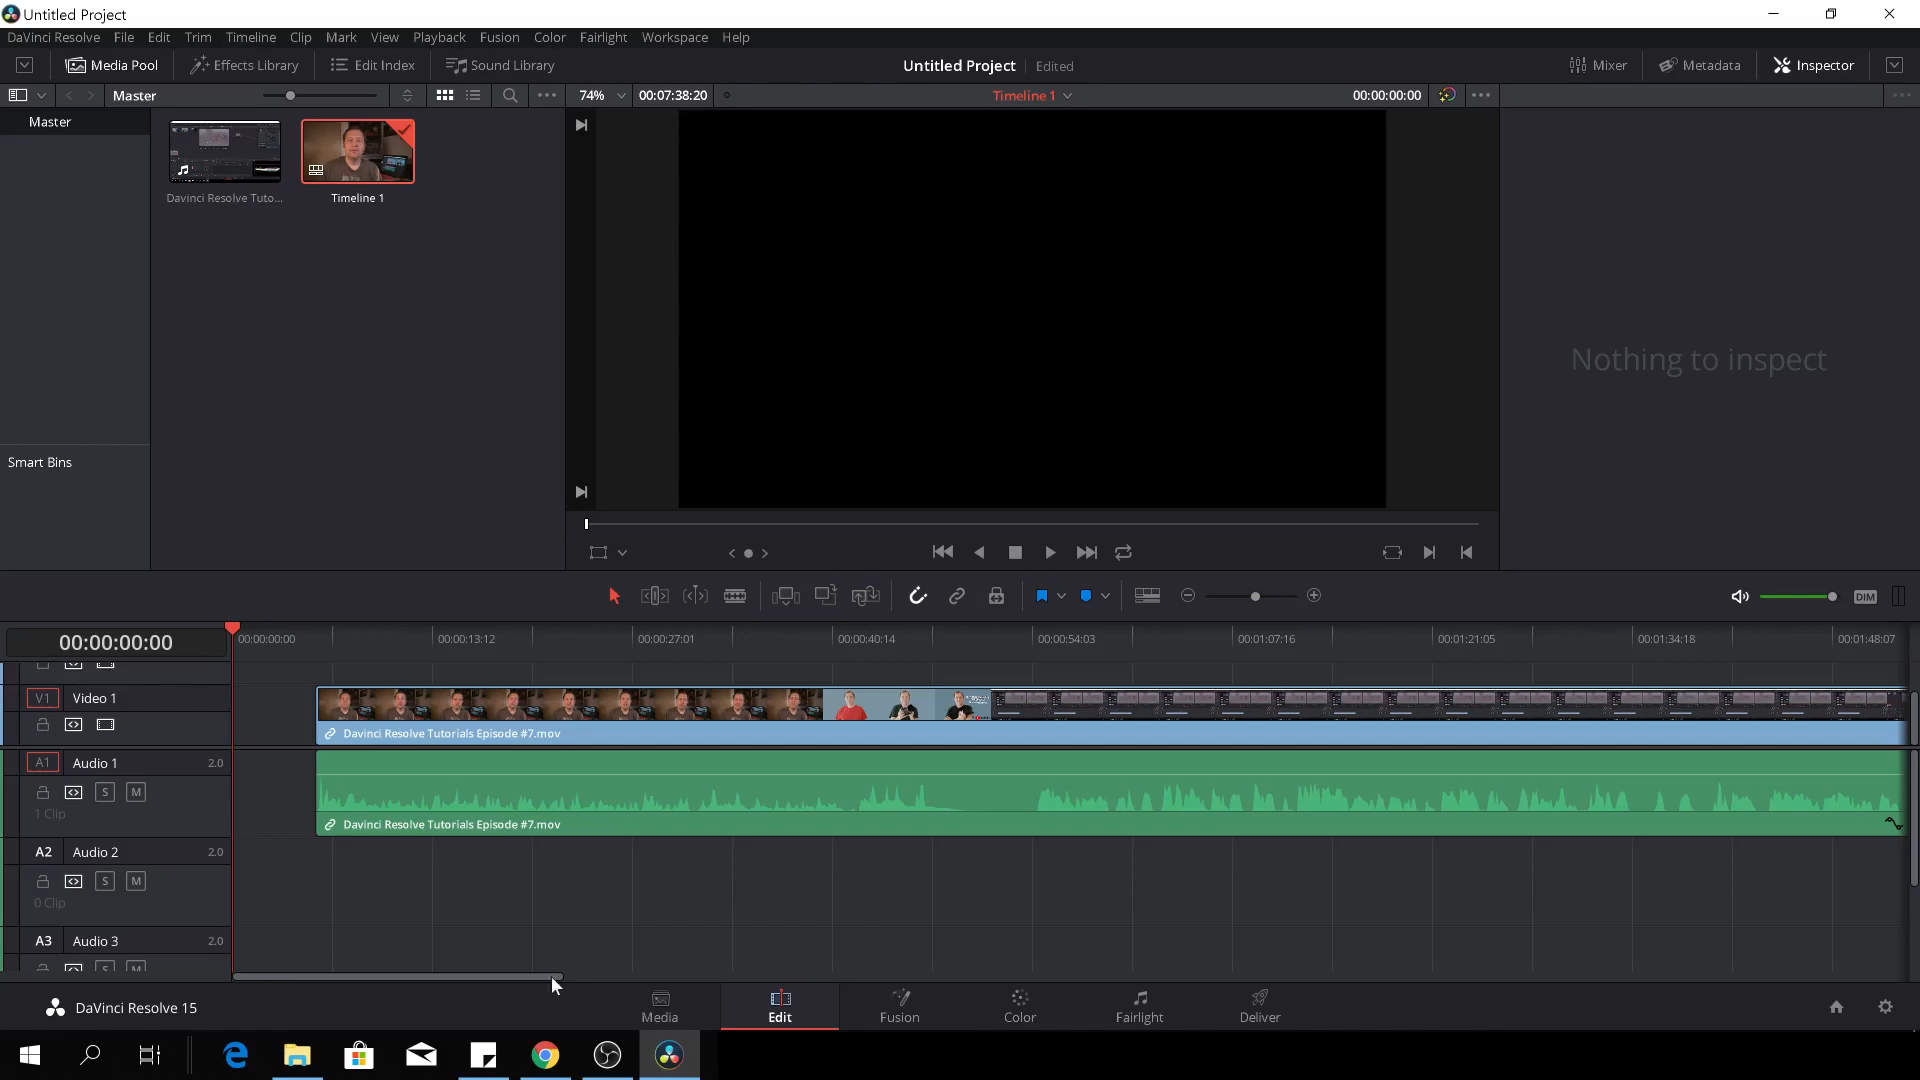 Untitled Project
DaVinci Resolve File Edit Trim Timeline Clip Mark View Playback Fusion Color Fairlight Workspace Help
Media Pool Effects Library Edit Index Sound Library Untitled Project Edited Mixer Metadata Inspector
Master 74% 00:07:38:20 Timeline 1 00:00:00:00
Master
Davinci Resolve Tuto... Timeline 1
Nothing to inspect
Smart Bins
DIM
00:00:00:00 00:00:00:00 00:00:13:12 00:00:27:01 00:00:40:14 00:00:54:03 00:01:07:16 00:01:21:05 00:01:34:18 00:01:48:07
V1 Video 1
Davinci Resolve Tutorials Episode #7.mov
A1 Audio 1 2.0
S M
1 Clip
Davinci Resolve Tutorials Episode #7.mov
A2 Audio 2 2.0
S M
0 Clip
A3 Audio 3 2.0
S M
DaVinci Resolve 15 Media Edit Fusion Color Fairlight Deliver